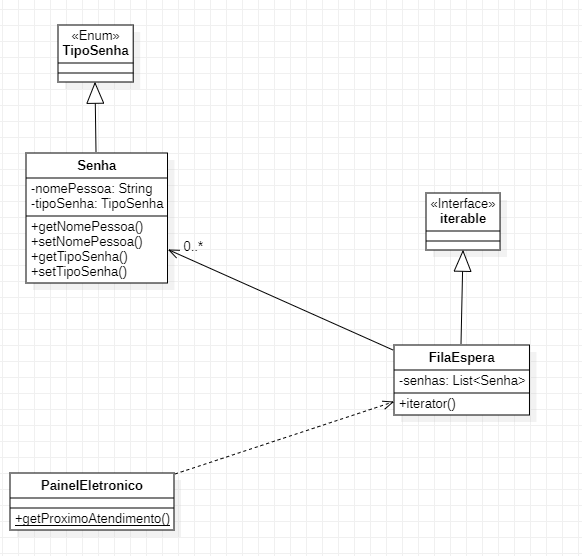 «Enum»
TipoSenha
Senha
-nomePessoa: String
-tipoSenha: TipoSenha
+getNomePessoa()
+setNomePessoa()
+getTipoSenha()
+setTipoSenha()
0..*
«Interface»
iterable
FilaEspera
-senhas: List<Senha>
+iterator()
PainelEletronico
+getProximoAtendimento()